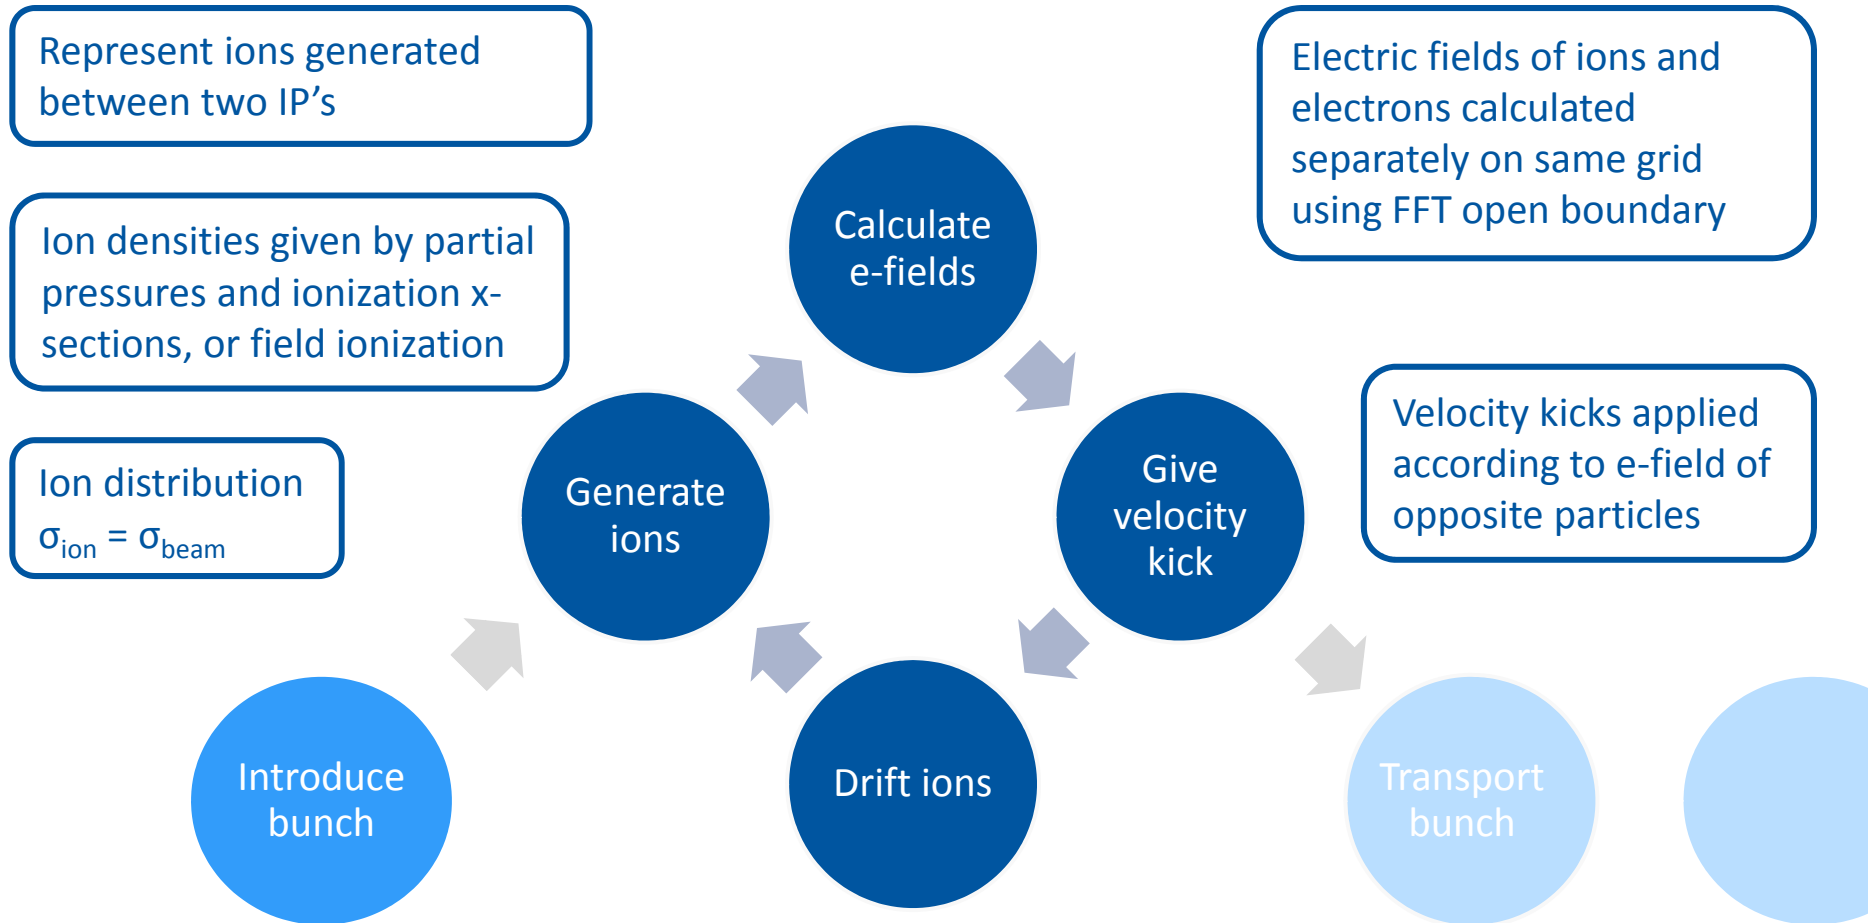 Represent ions generated
between two IP’s
Ion densities given by partial
pressures and ionization x-
sections, or field ionization
Ion distribution
σion = σbeam
Electric fields of ions and
electrons calculated
separately on same grid
using FFT open boundary
Velocity kicks applied
according to e-field of
opposite particles
Calculate
e-fields
Generate
ions
Give
velocity
kick
Drift ions
Introduce
bunch
Transport
bunch